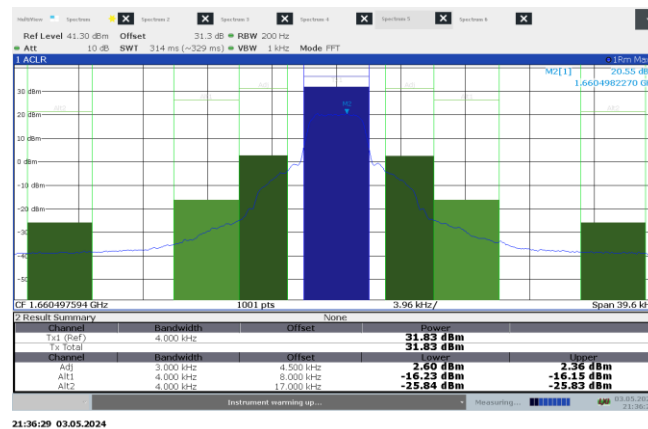 MultiView Spectrum Spectrum 2 Spectrum 3 Spectrum 4 Spectrum 5 Spectrum 6
Ref Level 41.30 dBm Offset 31.3 dB RBW 200 Hz
Att 10 dB SWT 314 ms (~329 ms) VBW 1 kHz Mode FFT
1 ACLR 1Rm Ma
M2[1] 20.55 dB
1.6604982270 G
30 dBm
20 dBm
M2
10 dBm
0 dBm
-10 dBm
-20 dBm
-30
-40
-50
CF 1.660497594 GHz 1001 pts 3.96 kHz/ Span 39.6 k
2 Result Summary None
Channel Bandwidth Offset Power
Tx1 (Ref) 4.000 kHz 31.83 dBm
Tx Total 31.83 dBm
Channel Bandwidth Offset Lower Upper
Adj 3.000 kHz 4.500 kHz 2.60 dBm 2.36 dBm
Alt1 4.000 kHz 8.000 kHz -16.23 dBm -16.15 dBm
Alt2 4.000 kHz 17.000 kHz -25.84 dBm -25.83 dBm
Instrument warming up... Measuring... 03.05.20
21:36:2
21:36:29 03.05.2024